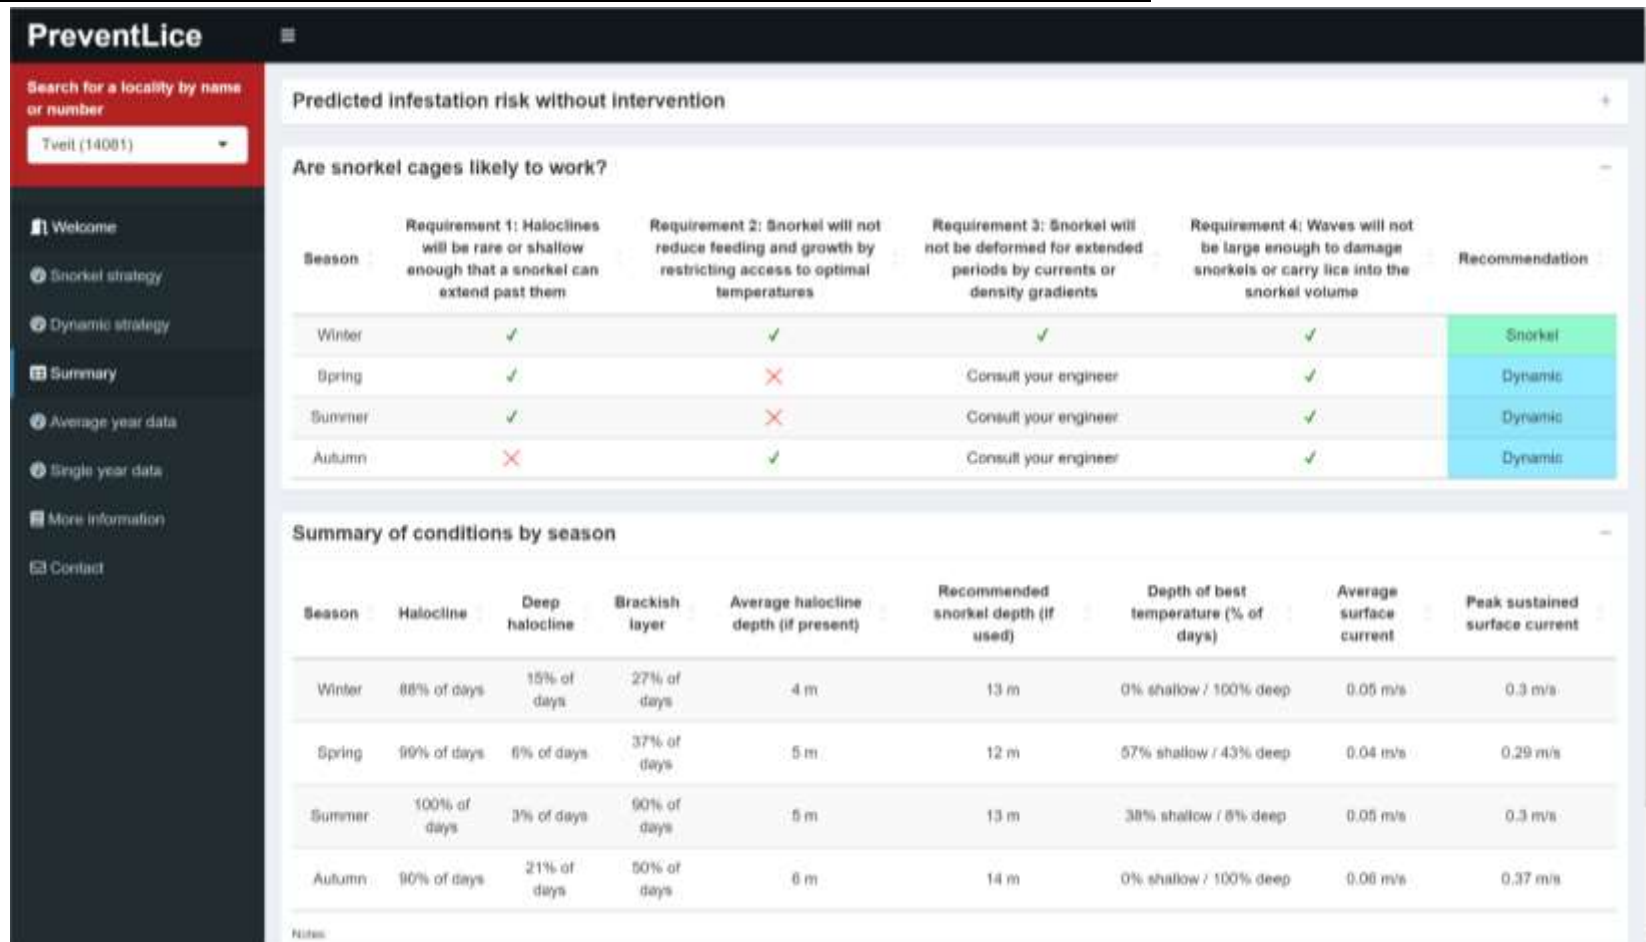 PreventLice
Search for a locality by name
or number
Tveit (14081)
Welcome
Snorkel strategy
Dynamic strategy
Summary
Average year data
Single year data
More information
Contact
Predicted infestation risk without intervention
Are snorkel cages likely to work?
Season
Requirement 1: Haloclines
will be rare or shallow
enough that a snorkel can
extend past them
Requirement 2: Snorkel will not
reduce feeding and growth by
restricting access to optimal
temperatures
Requirement 3: Snorkel will
not be deformed for extended
periods by currents or
density gradients
Requirement 4: Waves will not
be large enough to damage
snorkels or carry lice into the
snorkel volume
Recommendation
Winter ✓ ✓ ✓ ✓ Snorkel
Spring ✓ ✕ Consult your engineer ✓ Dynamic
Summer ✓ ✕ Consult your engineer ✓ Dynamic
Autumn ✕ ✓ Consult your engineer ✓ Dynamic
Summary of conditions by season
Season
Halocline
Deep
halocline
Brackish
layer
Average halocline
depth (if present)
Recommended
snorkel depth (if
used)
Depth of best
temperature (% of
days)
Average
surface
current
Peak sustained
surface current
Winter 88% of days 15% of days 27% of days 4 m 13 m 0% shallow / 100% deep 0.05 m/s 0.3 m/s
Spring 99% of days 6% of days 37% of days 5 m 12 m 57% shallow / 43% deep 0.04 m/s 0.29 m/s
Summer 100% of days 3% of days 90% of days 5 m 13 m 38% shallow / 8% deep 0.05 m/s 0.3 m/s
Autumn 90% of days 21% of days 50% of days 6 m 14 m 0% shallow / 100% deep 0.06 m/s 0.37 m/s
Notes